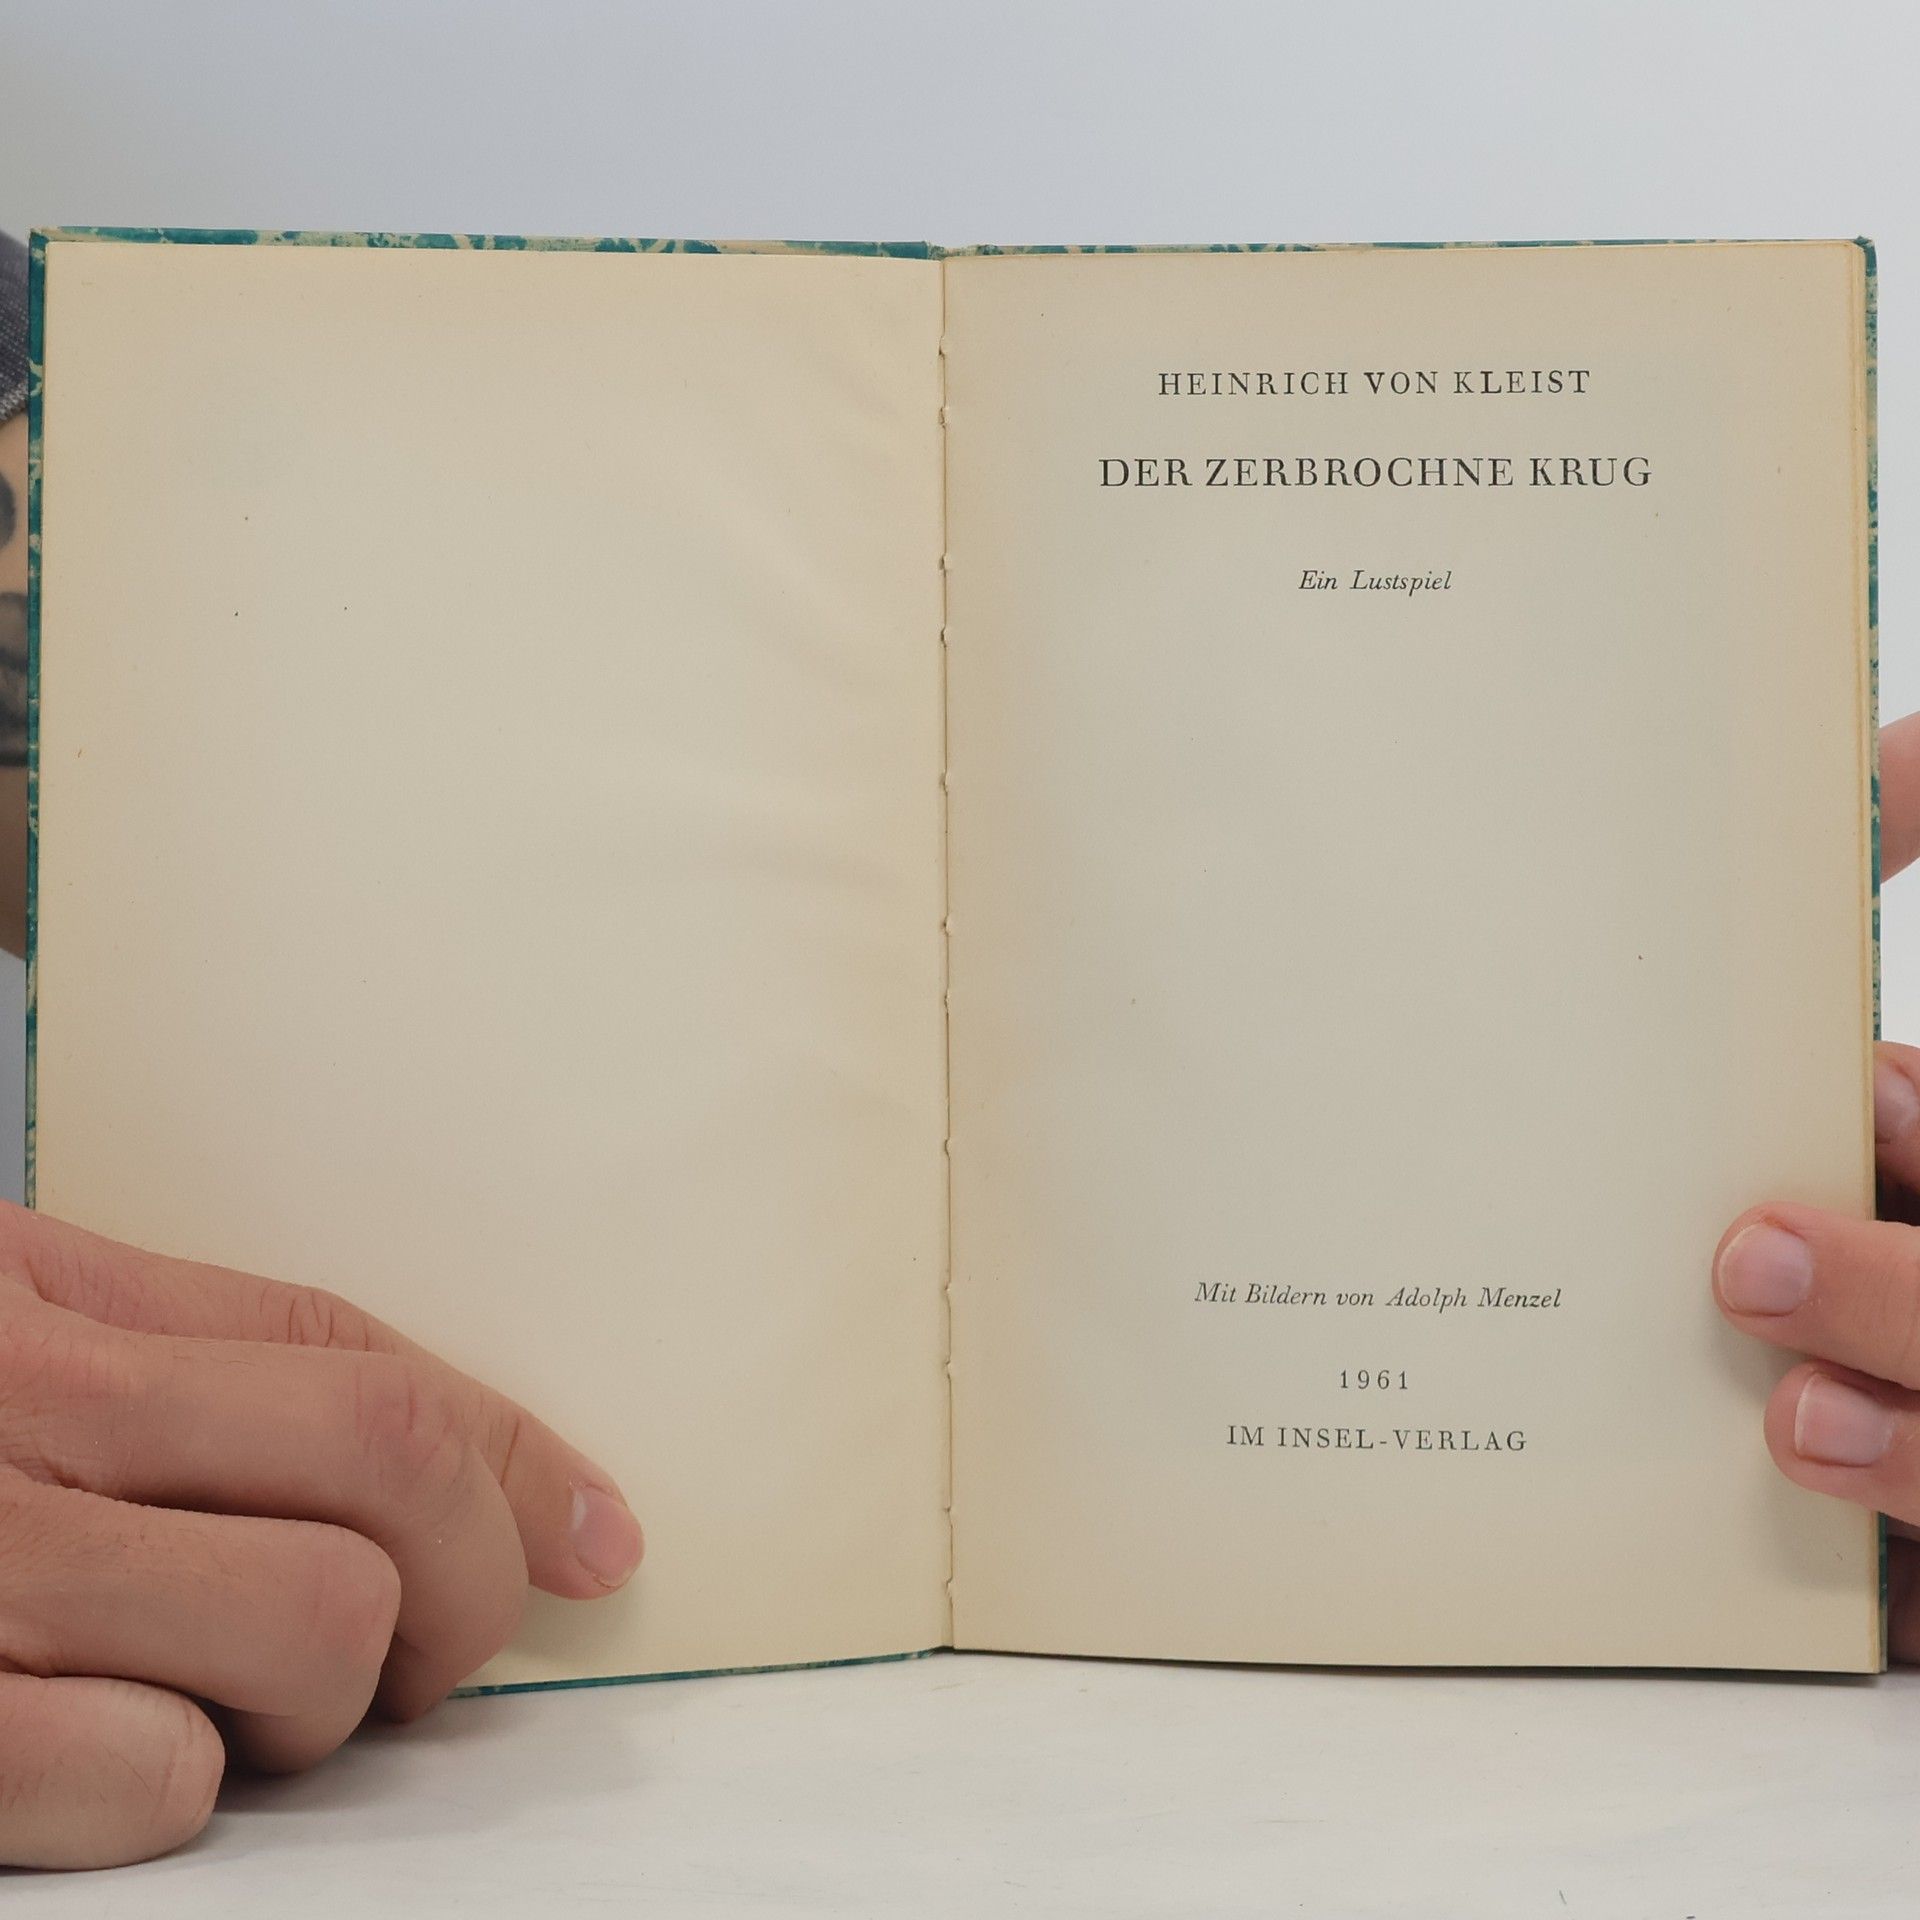 HEINRICH VON KLEIST
DER ZERBROCHNE KRUG
Ein Lustspiel
Mit Bildern von Adolph Menzel
1961
IM INSEL-VERLAG